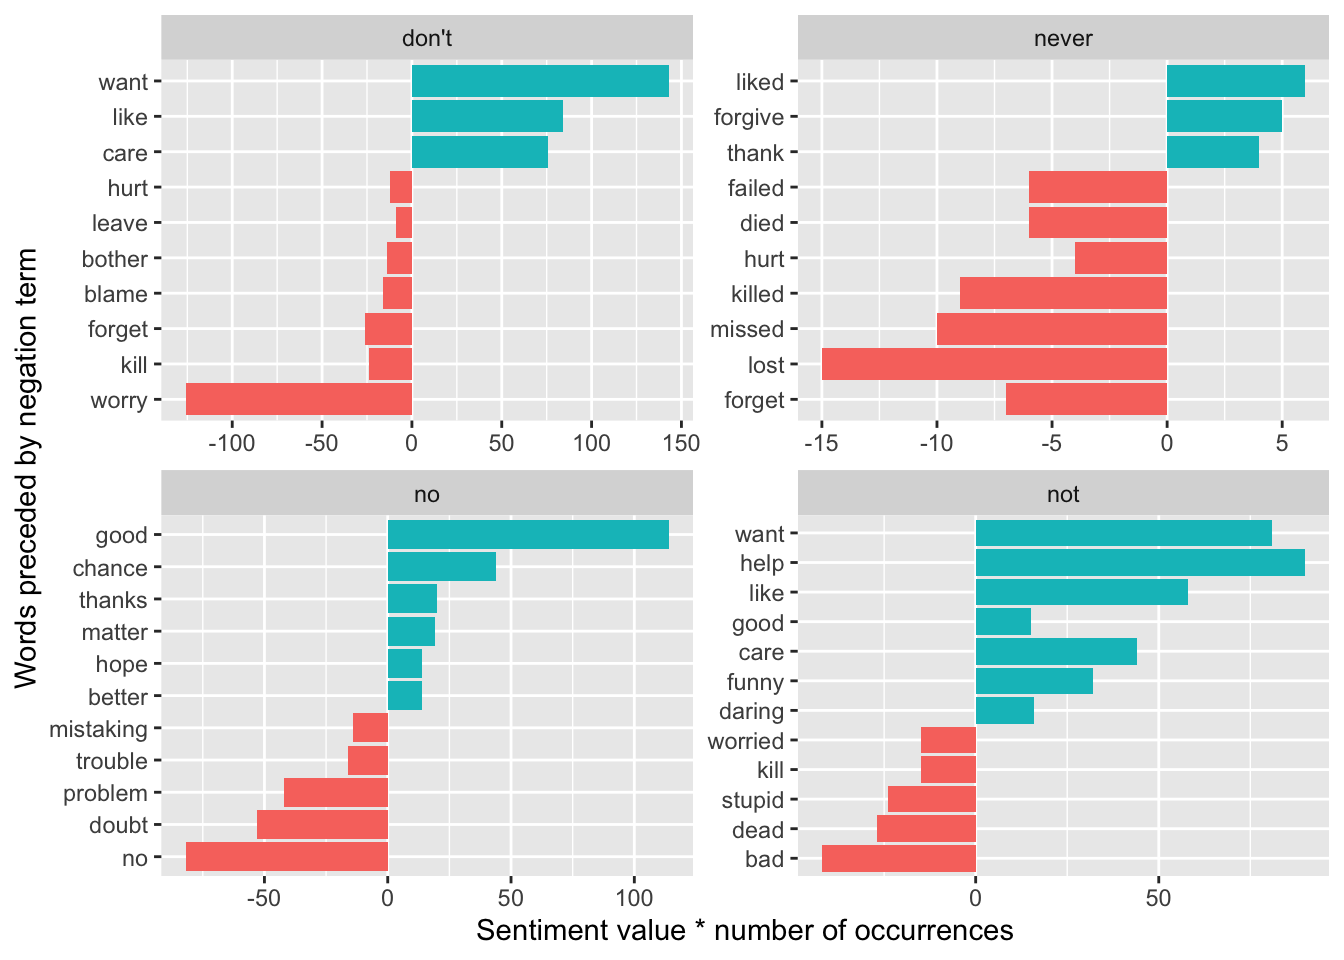 don't
want
like
care
hurt
leave
bother
blame
forget
kill
worry
-100 -50 0 50 100 150
never
liked
forgive
thank
failed
died
hurt
killed
missed
lost
forget
-15 -10 -5 0 5
no
good
chance
thanks
matter
hope
better
mistaking
trouble
problem
doubt
no
-50 0 50 100
not
want
help
like
good
care
funny
daring
worried
kill
stupid
dead
bad
0 50
Words preceded by negation term
Sentiment value * number of occurrences